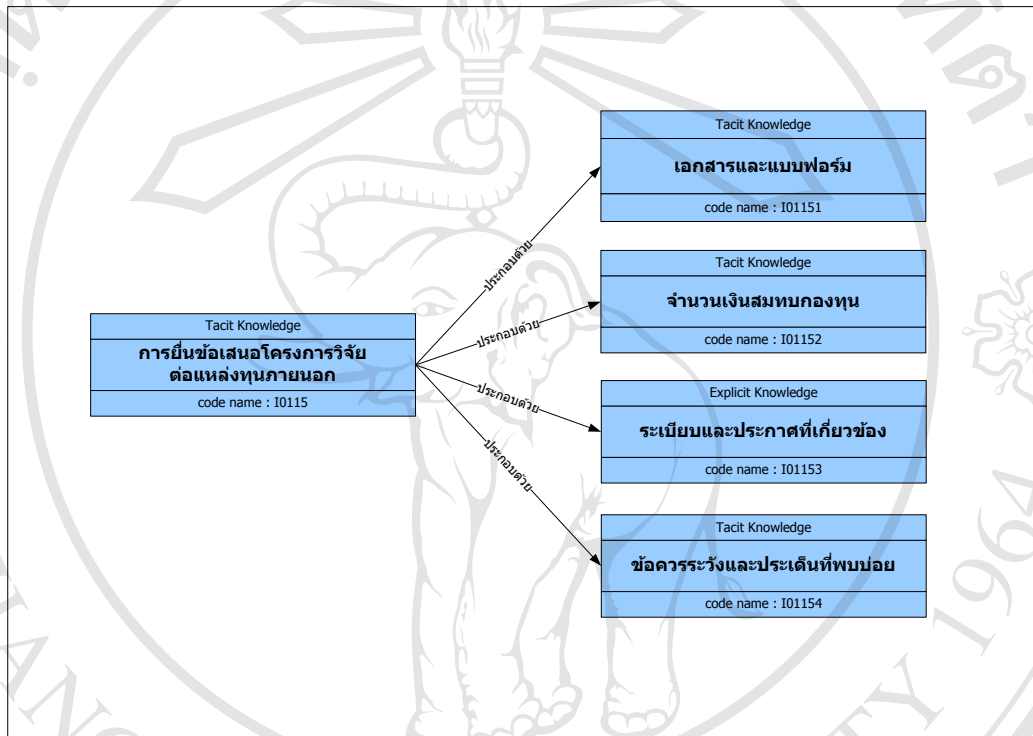 Tacit Knowledge
การยื่นข้อเสนอโครงการวิจัย
ต่อแหล่งทุนภายนอก
code name : I0115
ประกอบด้วย
ประกอบด้วย
ประกอบด้วย
ประกอบด้วย
Tacit Knowledge
เอกสารและแบบฟอร์ม
code name : I01151
Tacit Knowledge
จำนวนเงินสมทบกองทุน
code name : I01152
Explicit Knowledge
ระเบียบและประกาศที่เกี่ยวข้อง
code name : I01153
Tacit Knowledge
ข้อควรระวังและประเด็นที่พบบ่อย
code name : I01154
1964